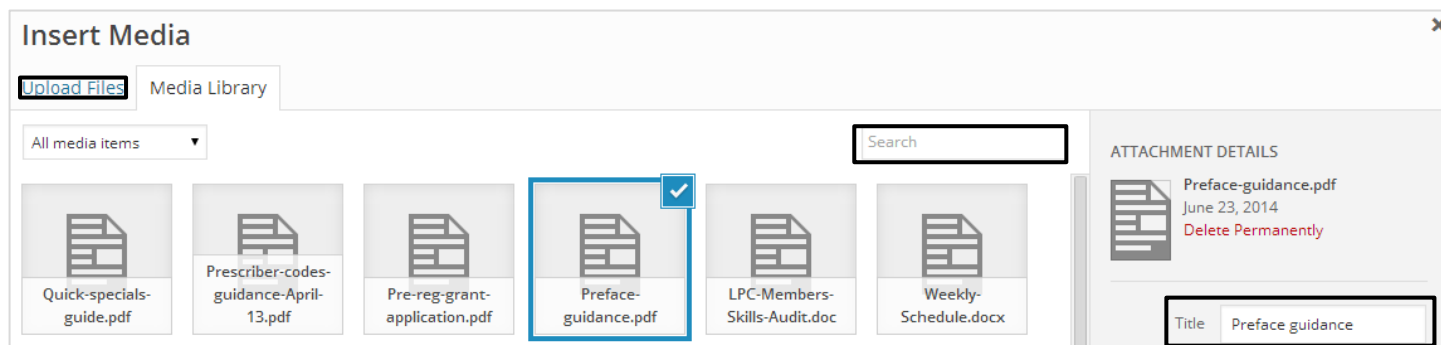 Insert Media
Upload Files
Media Library
All media items
Search
Quick-specials-
guide.pdf
Prescriber-codes-
guidance-April-
13.pdf
Pre-reg-grant-
application.pdf
Preface-
guidance.pdf
LPC-Members-
Skills-Audit.doc
Weekly-
Schedule.docx
ATTACHMENT DETAILS
Preface-guidance.pdf
June 23, 2014
Delete Permanently
Title Preface guidance